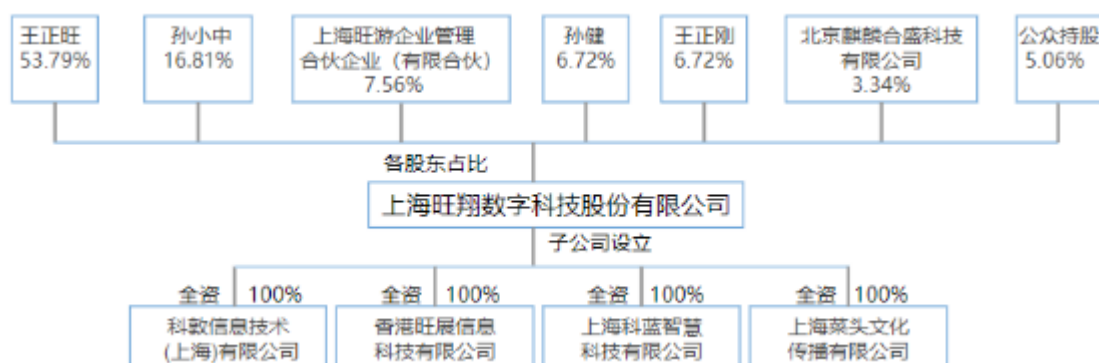 王正旺
53.79%
孙小中
16.81%
上海旺游企业管理
合伙企业（有限合伙）
7.56%
孙健
6.72%
王正刚
6.72%
北京麒麟合盛科技
有限公司
3.34%
公众持股
5.06%
各股东占比
上海旺翔数字科技股份有限公司
子公司设立
全资 100%
科敦信息技术
(上海)有限公司
全资 100%
香港旺展信息
科技有限公司
全资 100%
上海科蓝智慧
科技有限公司
全资 100%
上海菜头文化
传播有限公司